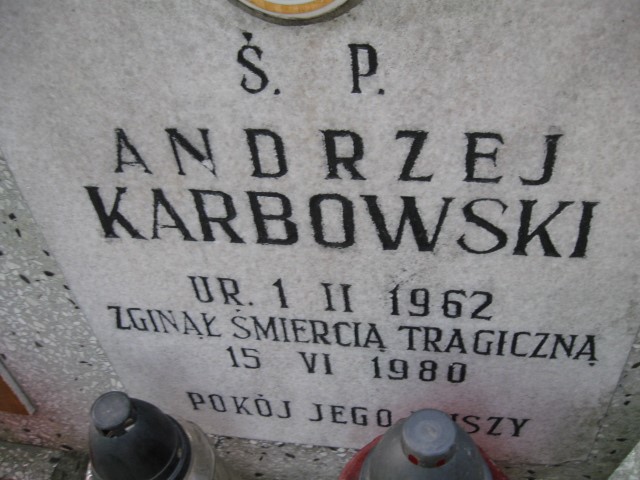 Ś. P.
ANDRZEJ
KARBOWSKI
UR. 1 II 1962
ZGINĄŁ ŚMIERCIĄ TRAGICZNĄ
15 VI 1980
POKÓJ JEGO